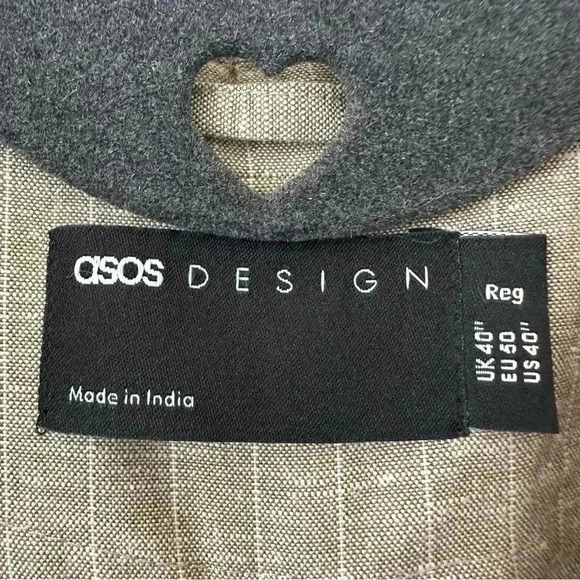 asos DESIGN
Made in India
Reg
UK 40"
EU 50
US 40"